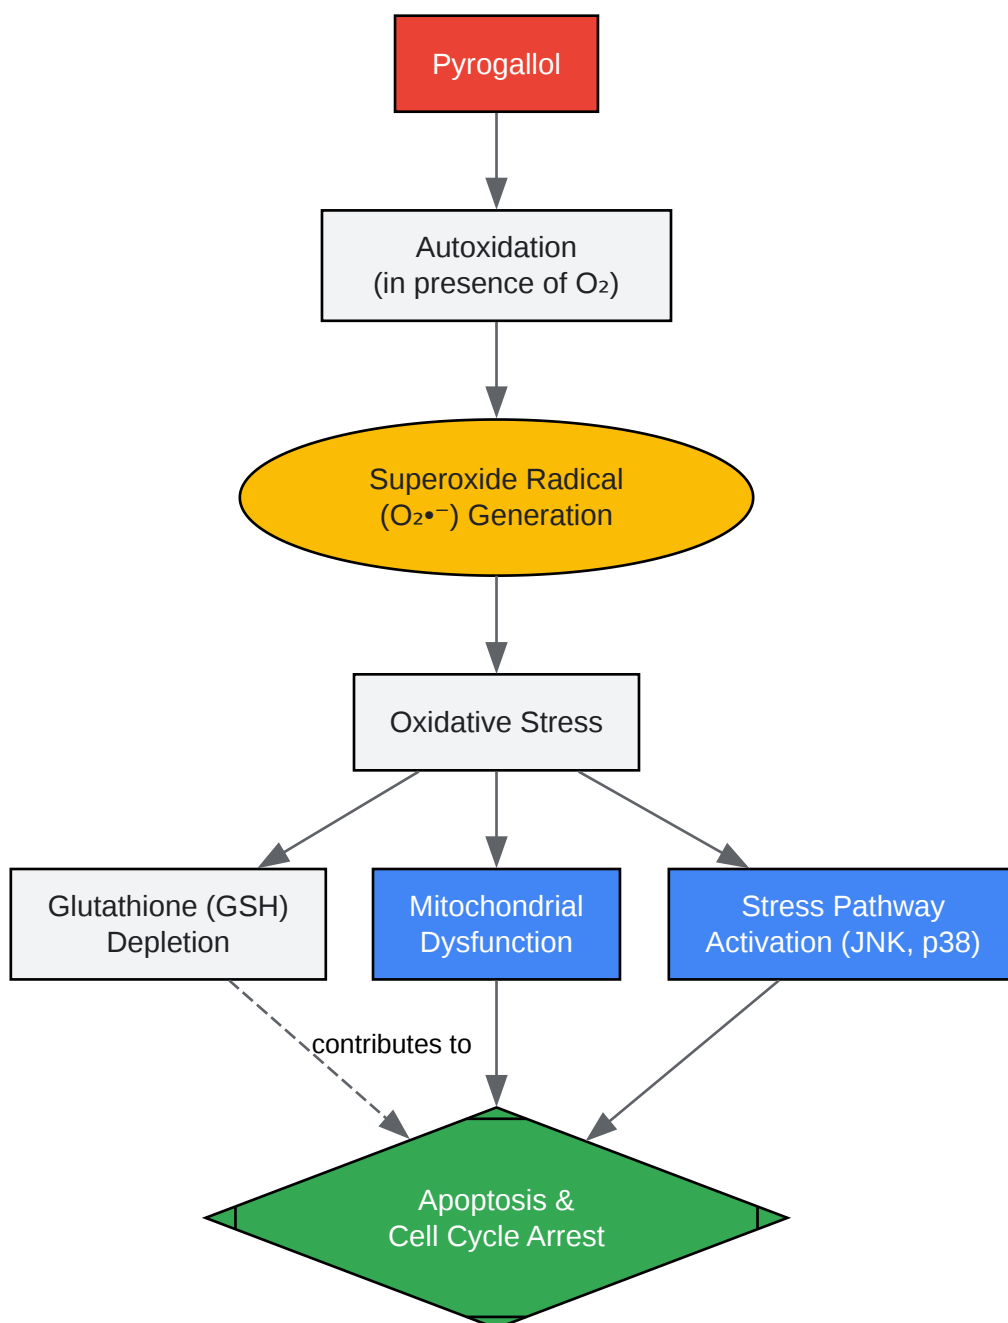 Pyrogallol
Autoxidation
(in presence of O₂)
Superoxide Radical
(O₂•⁻) Generation
Oxidative Stress
Glutathione (GSH)
Depletion
Mitochondrial
Dysfunction
Stress Pathway
Activation (JNK, p38)
contributes to
Apoptosis &
Cell Cycle Arrest